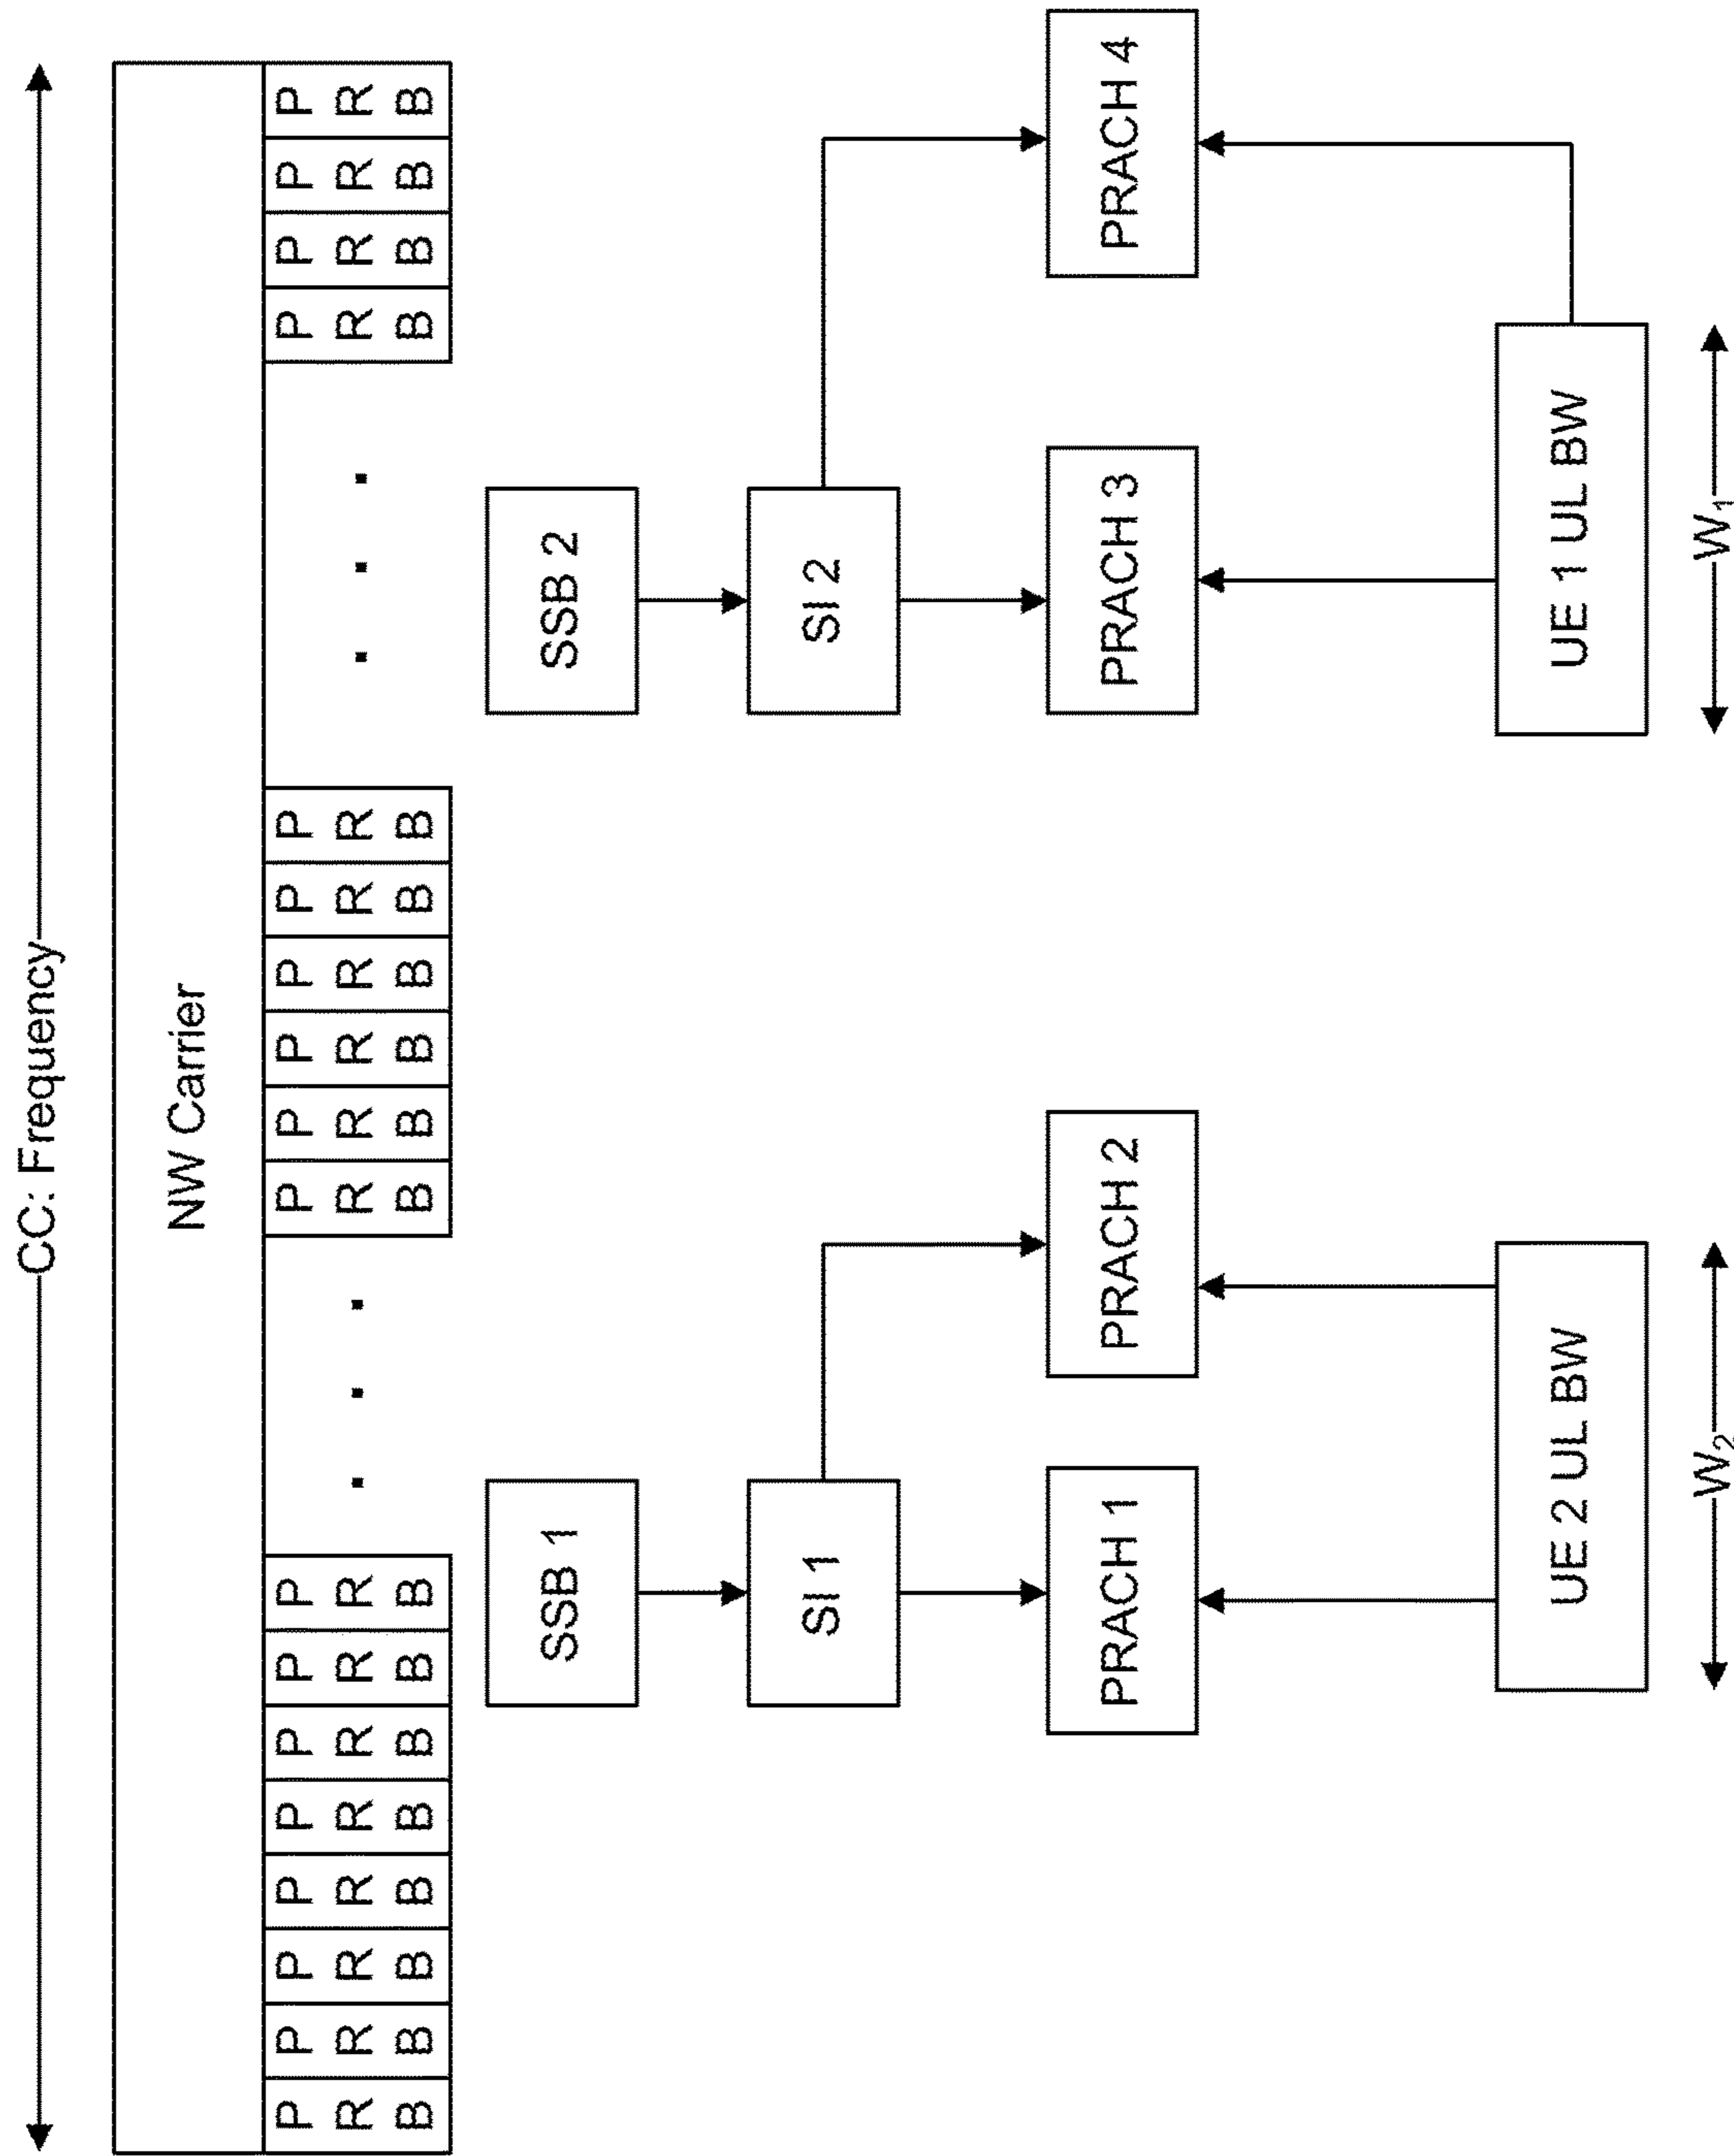 CC: Frequency
NW Carrier
P R B
P R B
P R B
P R B
P R B
P R B
P R B
P R B
. . .
P R B
P R B
P R B
P R B
P R B
P R B
. . .
P R B
P R B
P R B
P R B
SSB 1
SSB 2
SI 1
SI 2
PRACH 1
PRACH 2
PRACH 3
PRACH 4
UE 2 UL BW
UE 1 UL BW
W₂
W₁